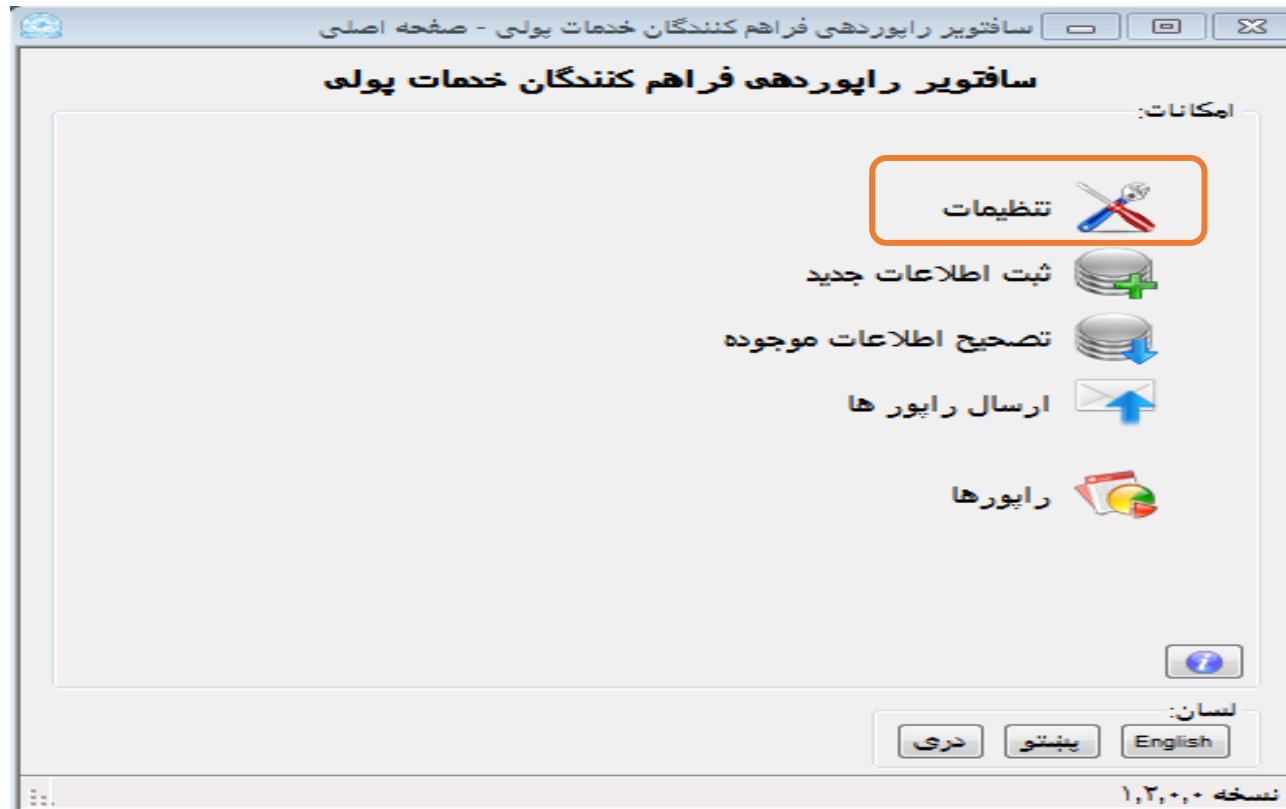 سافتویر راپوردهی فراهم کنندگان خدمات پولی - صفحه اصلی
سافتویر راپوردهی فراهم کنندگان خدمات پولی
امکانات:
تنظیمات
ثبت اطلاعات جدید
تصحیح اطلاعات موجوده
ارسال راپور ها
راپورها
لسان:
English پښتو دری
نسخه ۱,۲,۰,۰